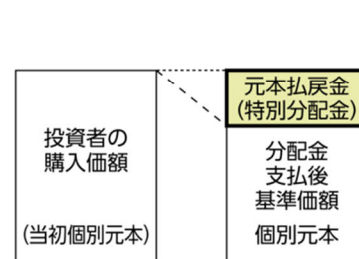 投資者の
購入価額
(当初個別元本)
元本払戻金
(特別分配金)
分配金
支払後
基準価額
個別元本